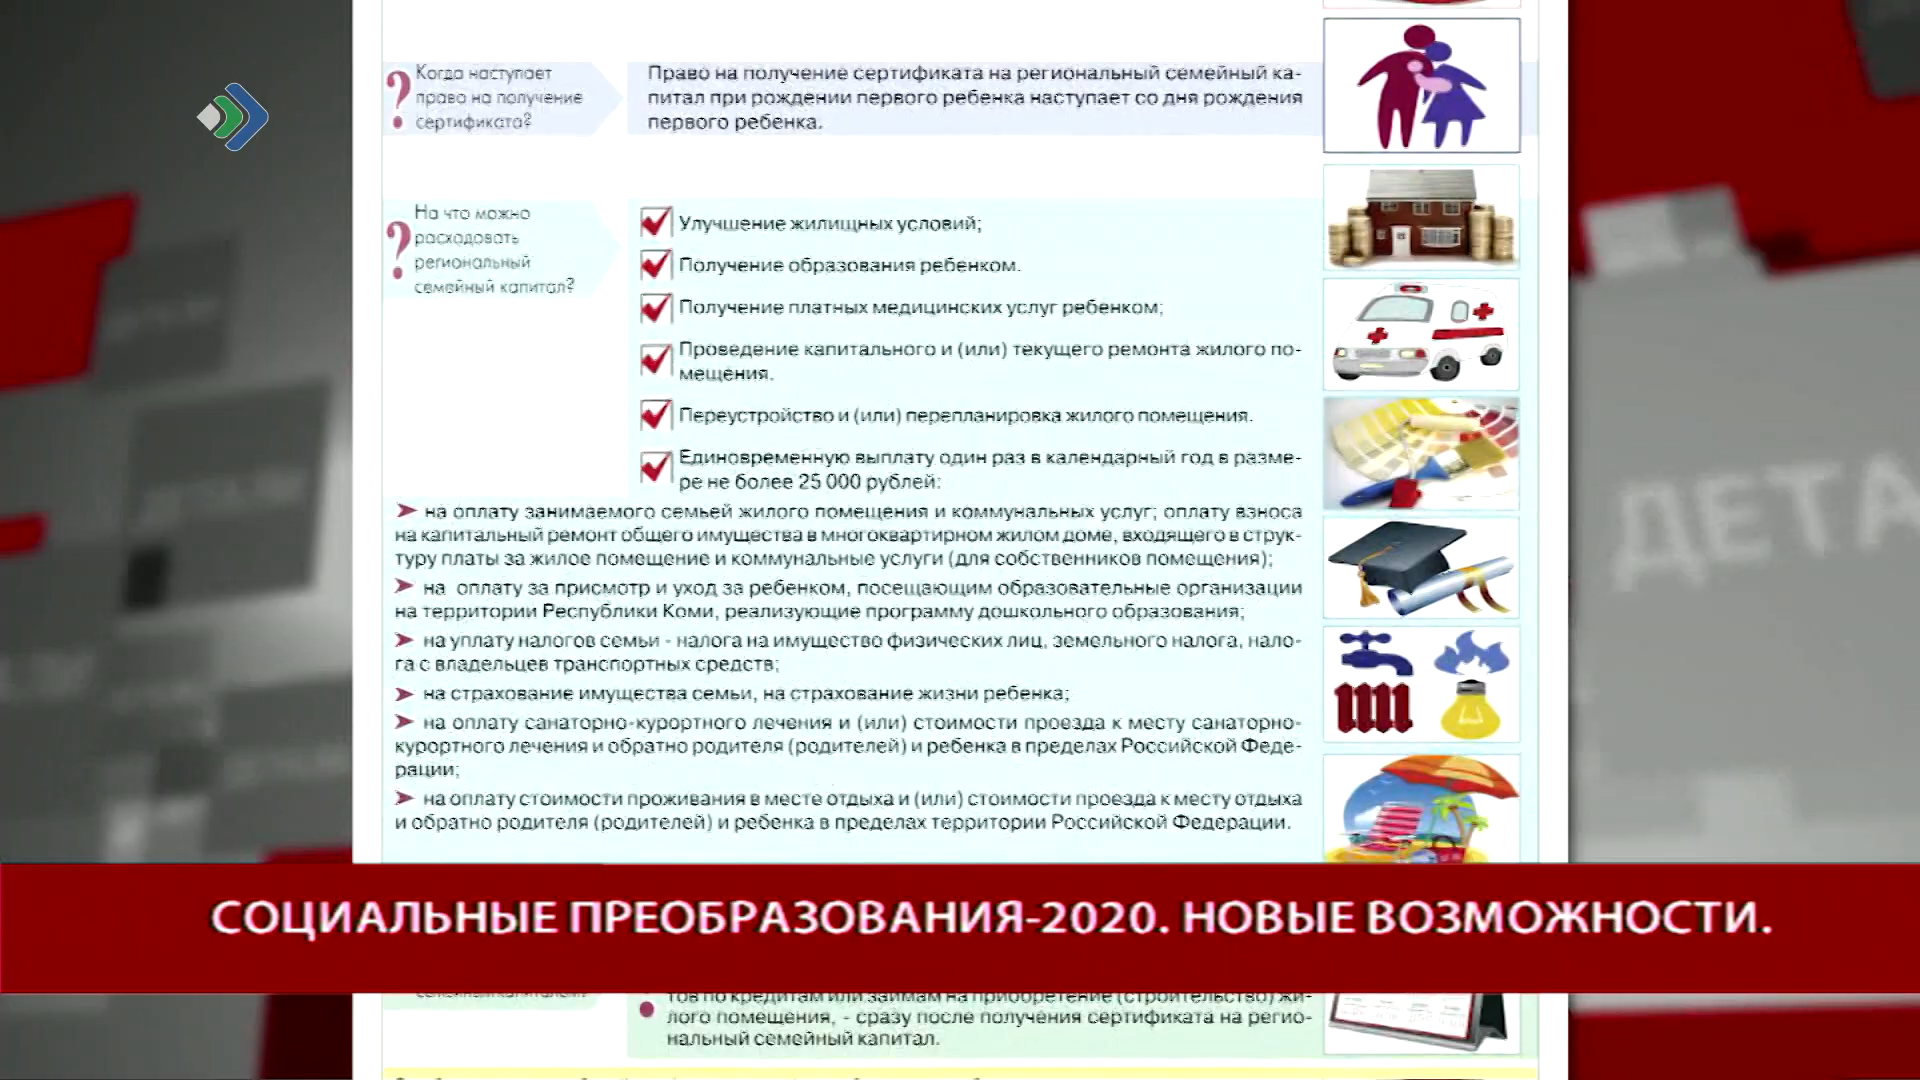 Когда наступает
право на получение
сертификата?
Право на получение сертификата на региональный семейный ка-
питал при рождении первого ребенка наступает со дня рождения
первого ребенка.
На что можно
расходовать
региональный
семейный капитал?
Улучшение жилищных условий;
Получение образования ребенком.
Получение платных медицинских услуг ребенком;
Проведение капитального и (или) текущего ремонта жилого по-
мещения.
Переустройство и (или) перепланировка жилого помещения.
Единовременную выплату один раз в календарный год в разме-
ре не более 25 000 рублей:
на оплату занимаемого семьей жилого помещения и коммунальных услуг; оплату взноса
на капитальный ремонт общего имущества в многоквартирном жилом доме, входящего в струк-
туру платы за жилое помещение и коммунальные услуги (для собственников помещения);
на оплату за присмотр и уход за ребенком, посещающим образовательные организации
на территории Республики Коми, реализующие программу дошкольного образования;
на уплату налогов семьи - налога на имущество физических лиц, земельного налога, нало-
га с владельцев транспортных средств;
на страхование имущества семьи, на страхование жизни ребенка;
на оплату санаторно-курортного лечения и (или) стоимости проезда к месту санаторно-
курортного лечения и обратно родителя (родителей) и ребенка в пределах Российской Феде-
рации;
на оплату стоимости проживания в месте отдыха и (или) стоимости проезда к месту отдыха
и обратно родителя (родителей) и ребенка в пределах территории Российской Федерации.
ДЕТА
СОЦИАЛЬНЫЕ ПРЕОБРАЗОВАНИЯ-2020. НОВЫЕ ВОЗМОЖНОСТИ.
тов по кредитам или займам на приобретение (строительство) жи-
лого помещения, - сразу после получения сертификата на регио-
нальный семейный капитал.